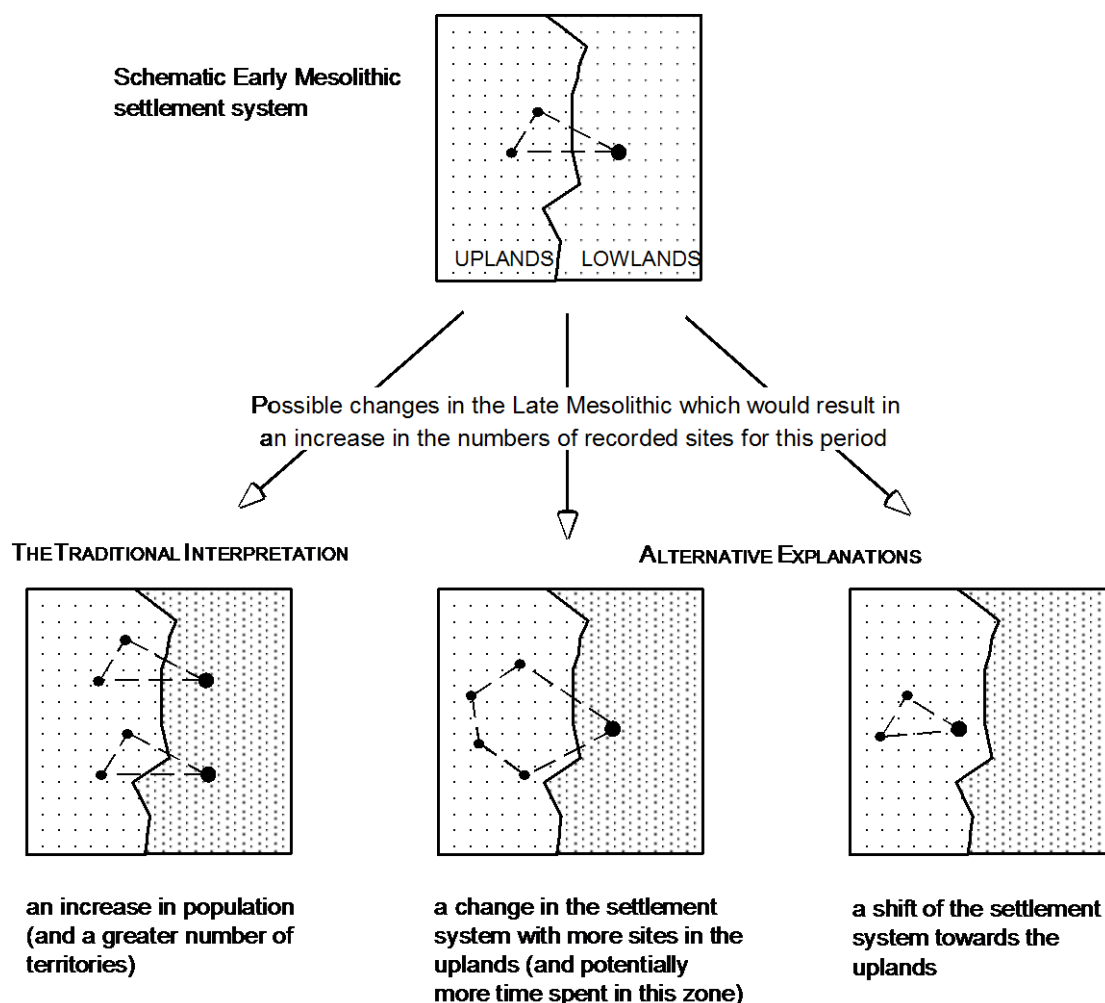 Schematic Early Mesolithic
settlement system
UPLANDS
LOWLANDS
Possible changes in the Late Mesolithic which would result in
an increase in the numbers of recorded sites for this period
THE TRADITIONAL INTERPRETATION
ALTERNATIVE EXPLANATIONS
an increase in population
(and a greater number of
territories)
a change in the settlement
system with more sites in the
uplands (and potentially
more time spent in this zone)
a shift of the settlement
system towards the
uplands